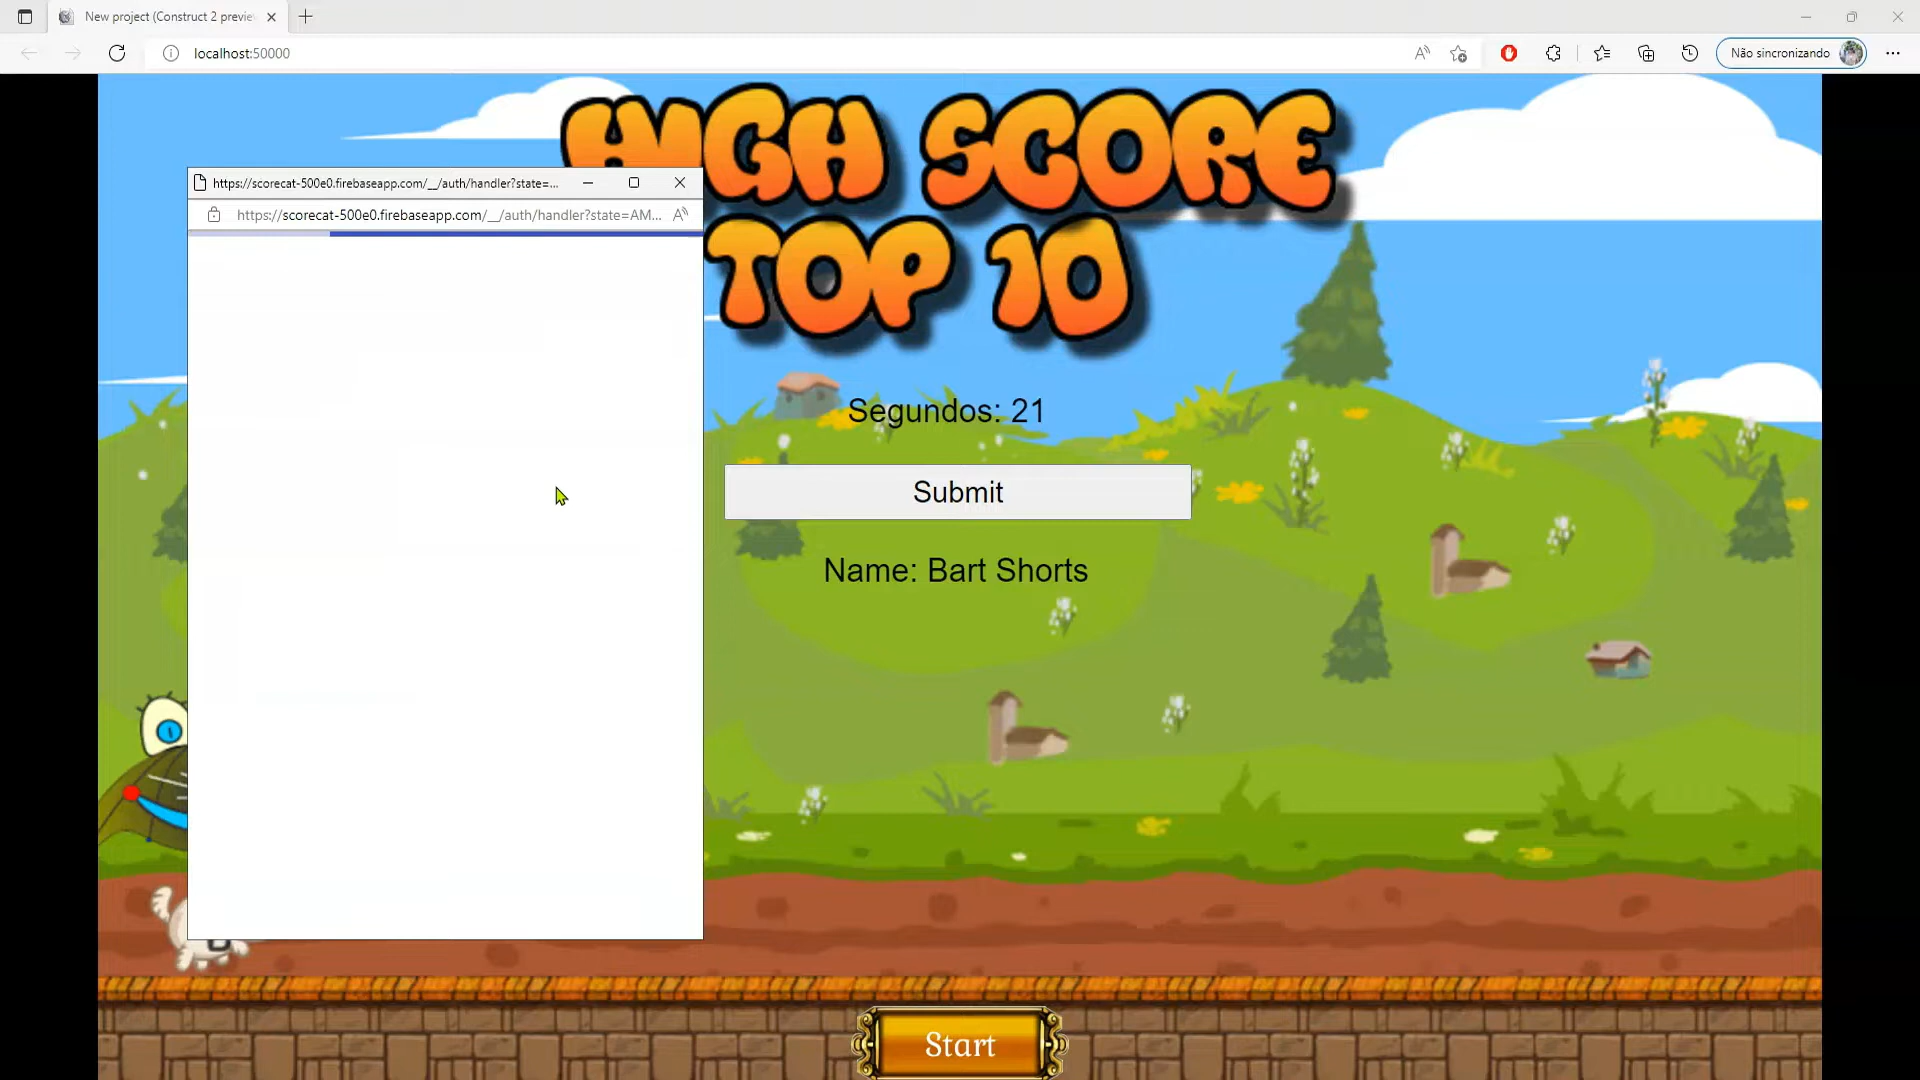 New project (Construct 2 previe
localhost:50000
Não sincronizando
HIGH SCORE
TOP 10
https://scorecat-500e0.firebaseapp.com/__/auth/handler?state=...
https://scorecat-500e0.firebaseapp.com/__/auth/handler?state=AM...
Segundos: 21
Submit
Name: Bart Shorts
Start